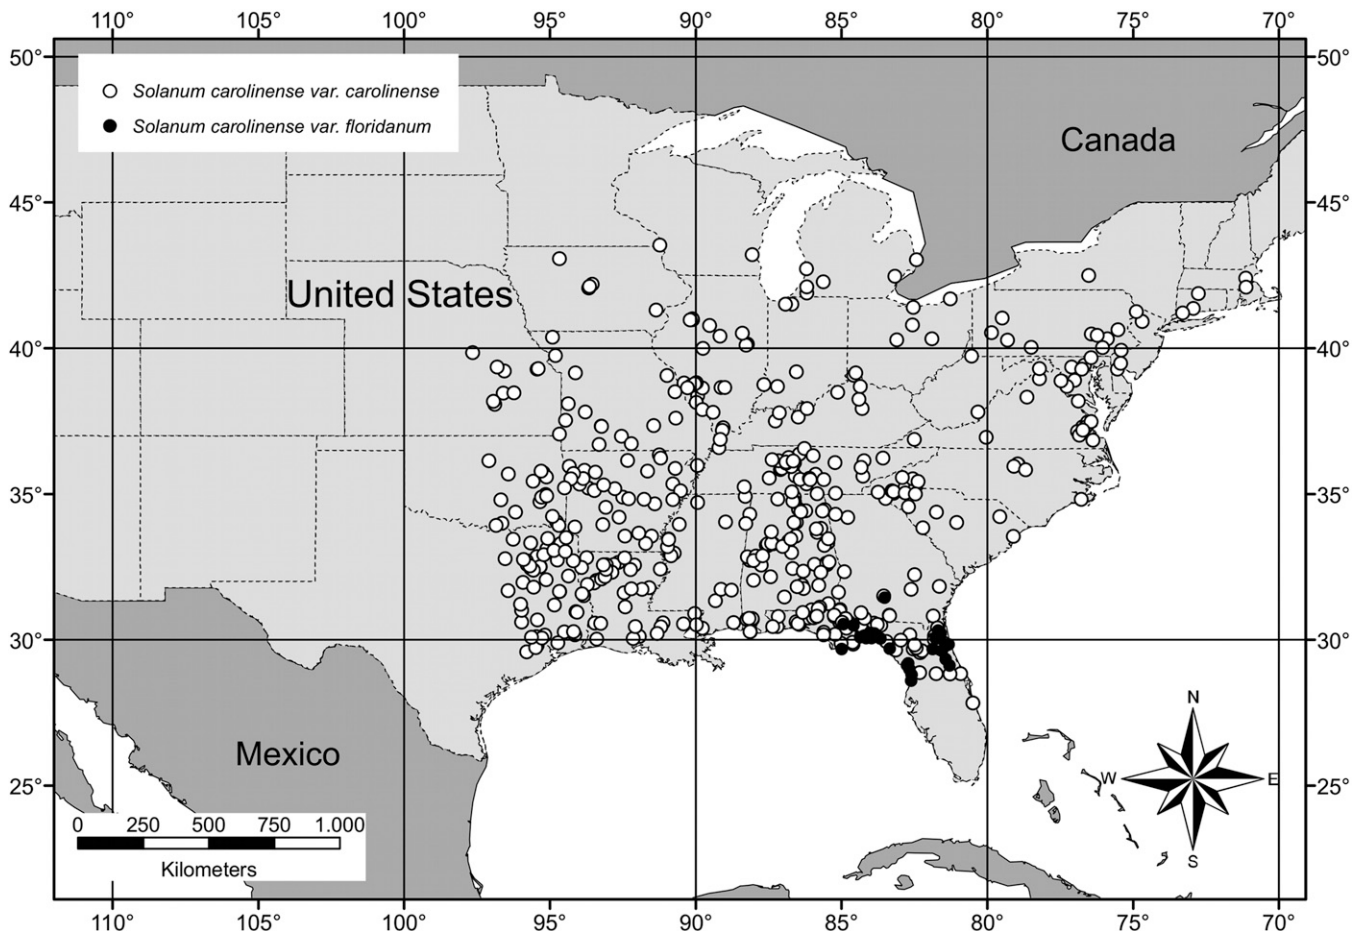 110° 105° 100° 95° 90° 85° 80° 75° 70°
50° 50°
Solanum carolinense var. carolinense
Solanum carolinense var. floridanum
Canada
45° 45°
United States
40° 40°
35° 35°
30° 30°
N
Mexico
25° W E 25°
0 250 500 750 1.000
Kilometers
S
110° 105° 100° 95° 90° 85° 80° 75° 70°